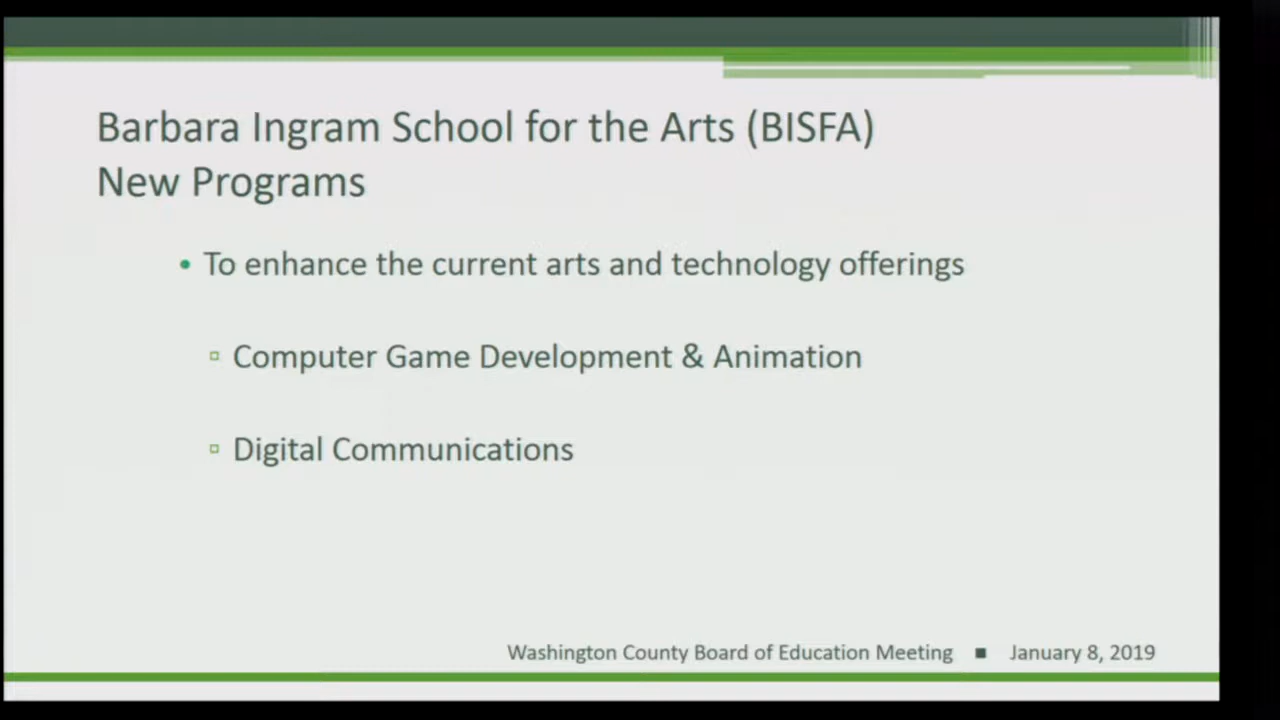 Barbara Ingram School for the Arts (BISFA)
New Programs
• To enhance the current arts and technology offerings
▫ Computer Game Development & Animation
▫ Digital Communications
Washington County Board of Education Meeting ■ January 8, 2019